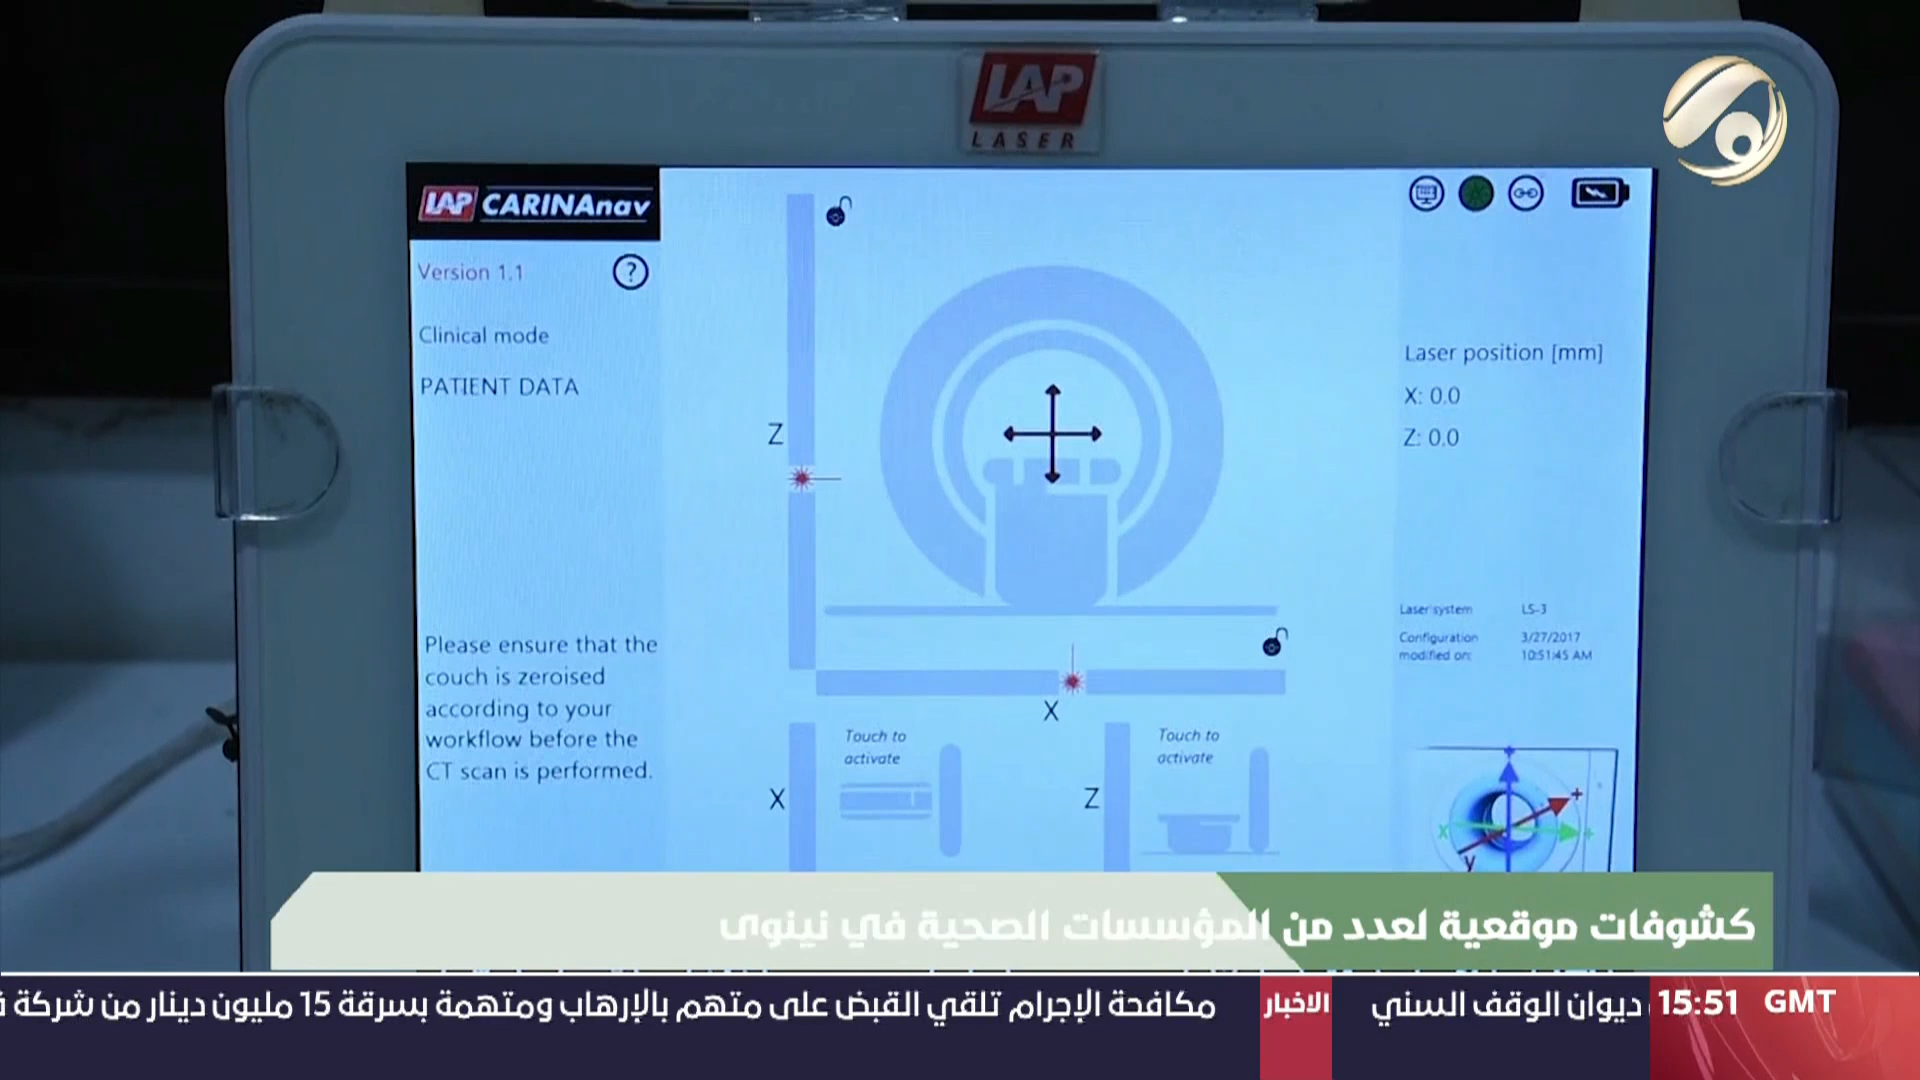 LAP
LASER
LAP CARINAnav
Version 1.1
?
Clinical mode
PATIENT DATA
Please ensure that the
couch is zeroised
according to your
workflow before the
CT scan is performed.
Z
X
X
Touch to
activate
Z
Touch to
activate
Laser position [mm]
X: 0.0
Z: 0.0
Laser system LS-3
Configuration 3/27/2017
modified on: 10:51:45 AM
X
y
كشوفات موقعية لعدد من المؤسسات الصحية في نينوى
15:51 GMT
ديوان الوقف السني
الاخبار
مكافحة الإجرام تلقي القبض على متهم بالإرهاب ومتهمة بسرقة 15 مليون دينار من شركة